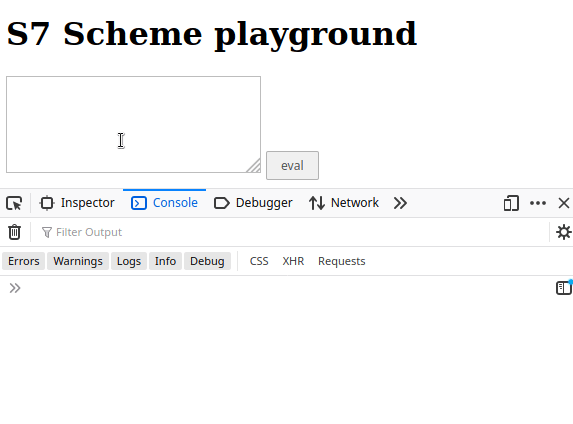 S7 Scheme playground
eval
Inspector Console Debugger Network
Filter Output
Errors Warnings Logs Info Debug CSS XHR Requests